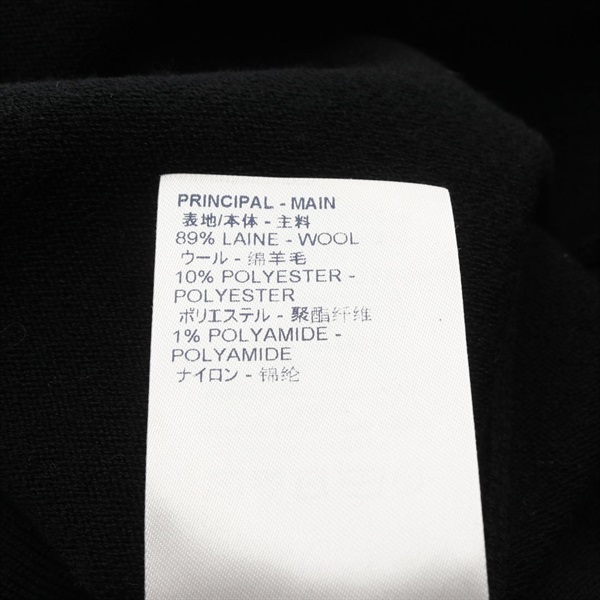 PRINCIPAL - MAIN
表地/本体 - 主料
89% LAINE - WOOL
ウール - 绵羊毛
10% POLYESTER -
POLYESTER
ポリエステル - 聚酯纤维
1% POLYAMIDE -
POLYAMIDE
ナイロン - 锦纶